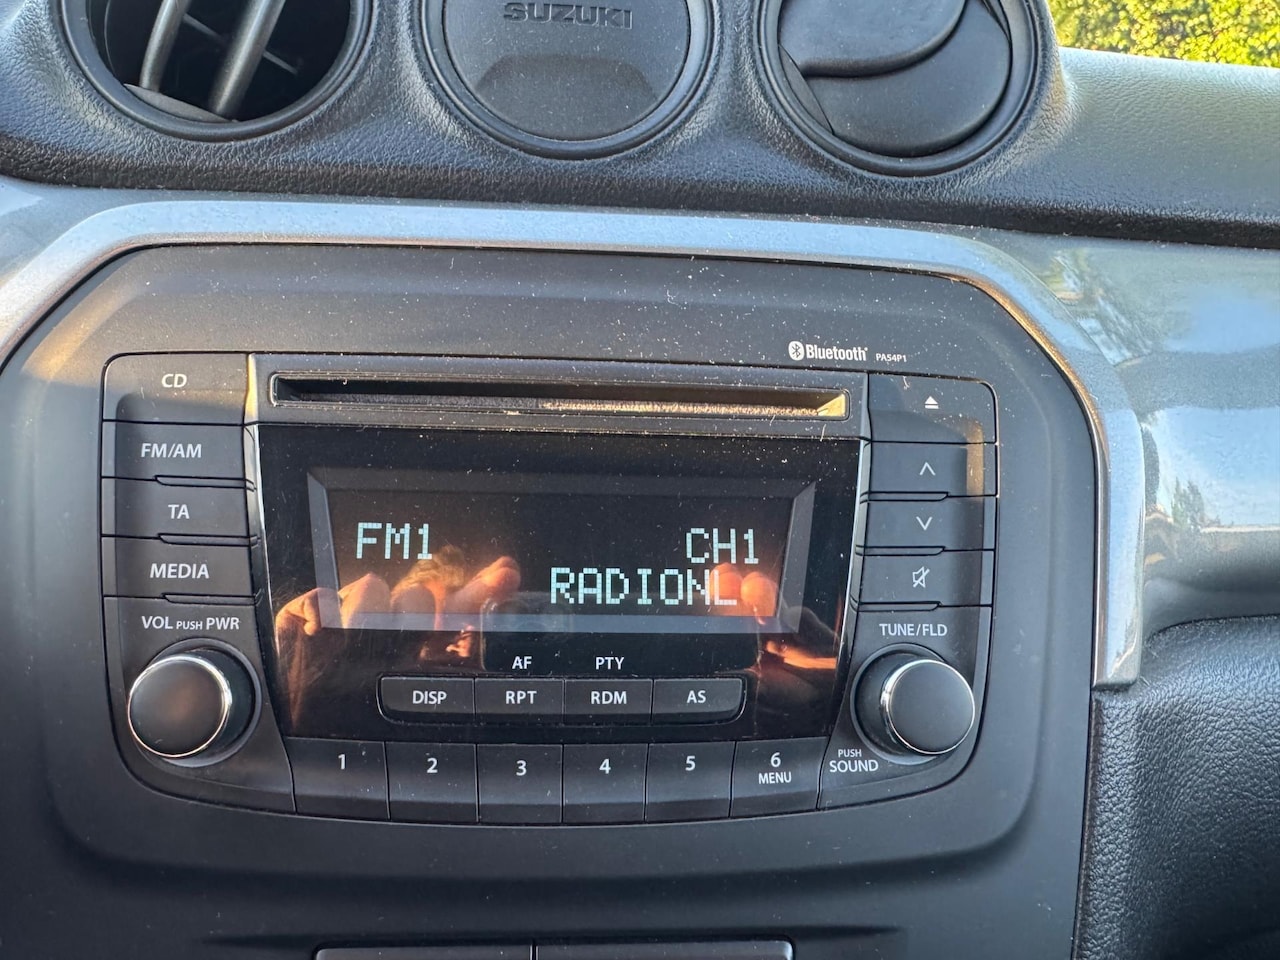 SUZUKI
Bluetooth PA54P1
CD
FM/AM
TA
MEDIA
VOL PUSH PWR
FM1 CH1
RADIONL
TUNE/FLD
AF PTY
DISP RPT RDM AS
1 2 3 4 5 6
MENU
PUSH
SOUND